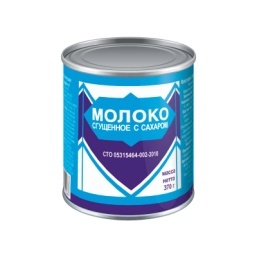 МОЛОКО
СГУЩЕННОЕ С САХАРОМ
СТО 05315464-002-2010
МАССА
НЕТТО
370 г